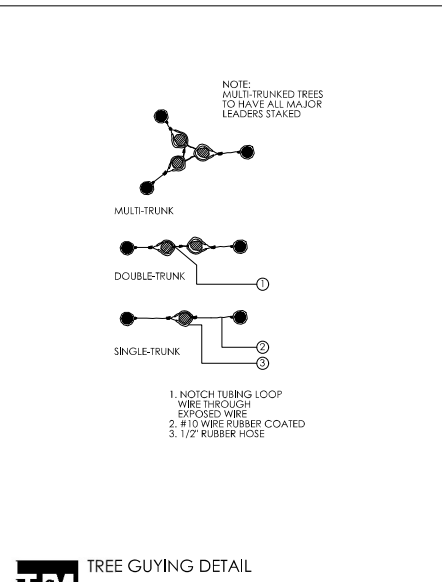 NOTE:
MULTI-TRUNKED TREES
TO HAVE ALL MAJOR
LEADERS STAKED
MULTI-TRUNK
DOUBLE-TRUNK
1
SINGLE-TRUNK
2
3
1. NOTCH TUBING LOOP
WIRE THROUGH
EXPOSED WIRE
2. #10 WIRE RUBBER COATED
3. 1/2" RUBBER HOSE
TREE GUYING DETAIL